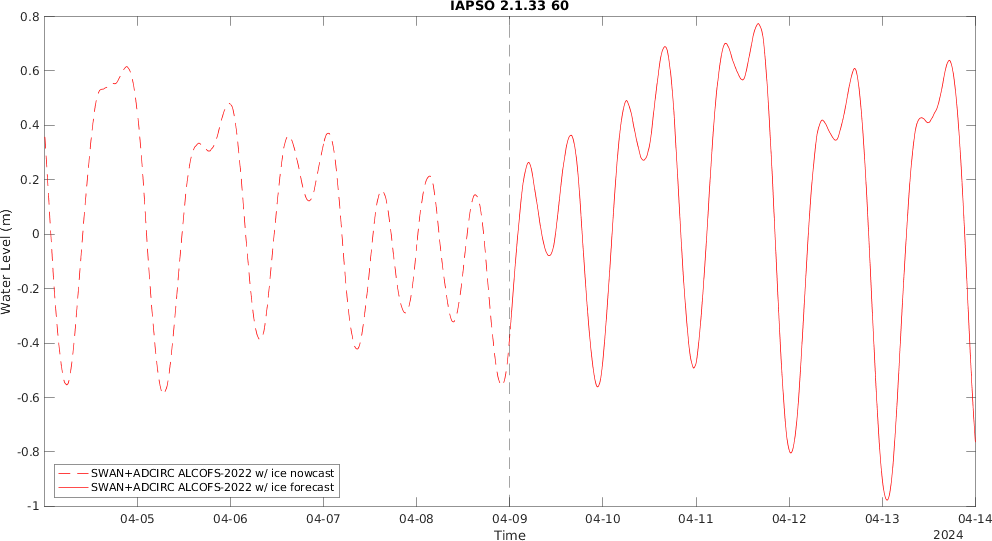 IAPSO 2.1.33 60
0.8
0.6
0.4
0.2
0
-0.2
-0.4
-0.6
-0.8
-1
Water Level (m)
SWAN+ADCIRC ALCOFS-2022 w/ ice nowcast
SWAN+ADCIRC ALCOFS-2022 w/ ice forecast
04-05 04-06 04-07 04-08 04-09 04-10 04-11 04-12 04-13 04-14
Time
2024